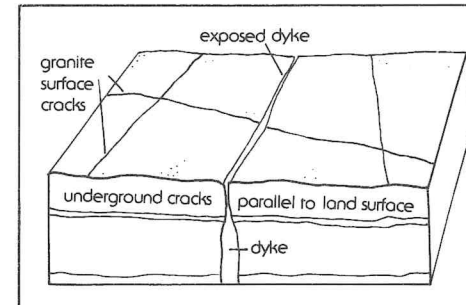 exposed dyke
granite
surface
cracks
underground cracks
parallel to land surface
dyke